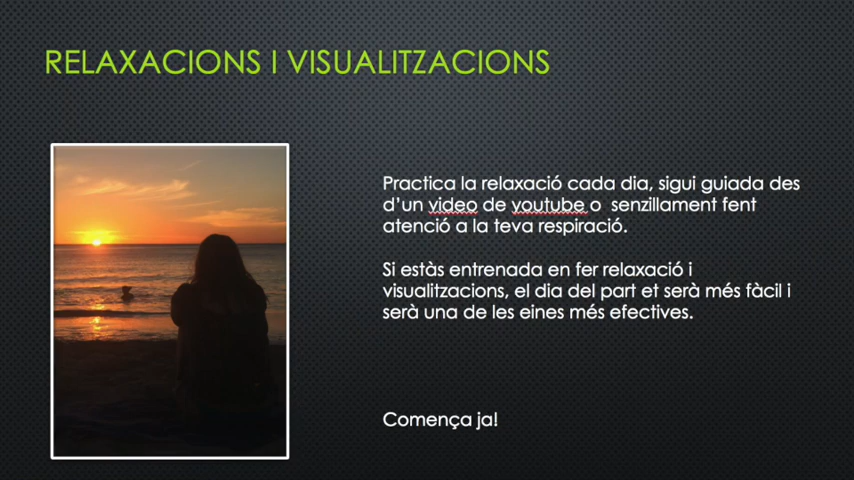 RELAXACIONS I VISUALITZACIONS
Practica la relaxació cada dia, sigui guiada des
d'un video de youtube o senzillament fent
atenció a la teva respiració.
Si estàs entrenada en fer relaxació i
visualitzacions, el dia del part et serà més fàcil i
serà una de les eines més efectives.
Comença ja!